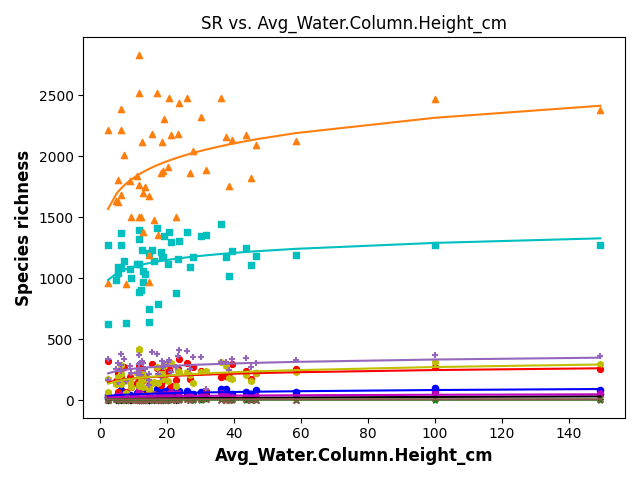 SR vs. Avg_Water.Column.Height_cm
Species richness
2500
2000
1500
1000
500
0
0 20 40 60 80 100 120 140
Avg_Water.Column.Height_cm